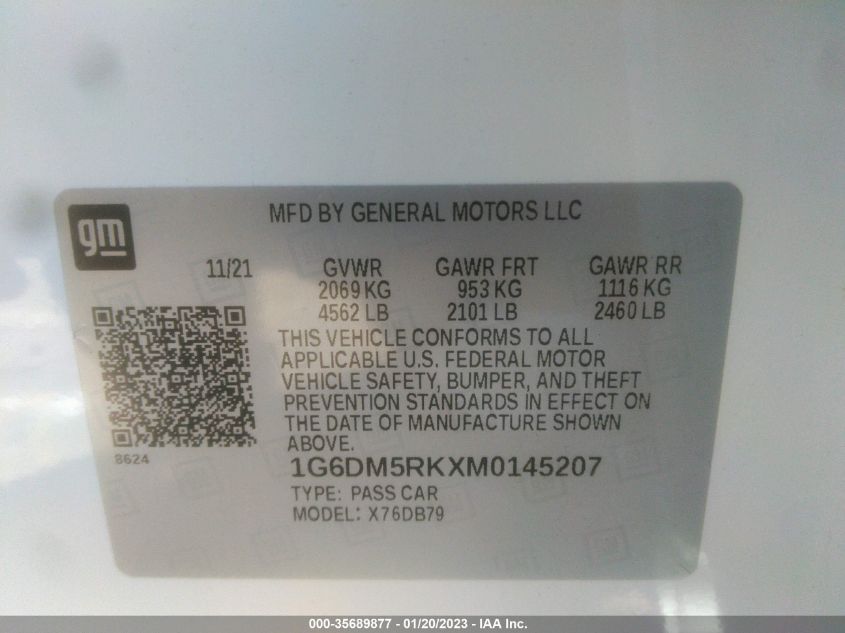 gm
MFD BY GENERAL MOTORS LLC
11/21 GVWR GAWR FRT GAWR RR
2069 KG 953 KG 1116 KG
4562 LB 2101 LB 2460 LB
THIS VEHICLE CONFORMS TO ALL
APPLICABLE U.S. FEDERAL MOTOR
VEHICLE SAFETY, BUMPER, AND THEFT
PREVENTION STANDARDS IN EFFECT ON
THE DATE OF MANUFACTURE SHOWN
ABOVE.
8624
1G6DM5RKXM0145207
TYPE: PASS CAR
MODEL: X76DB79
000-35689877 - 01/20/2023 - IAA Inc.